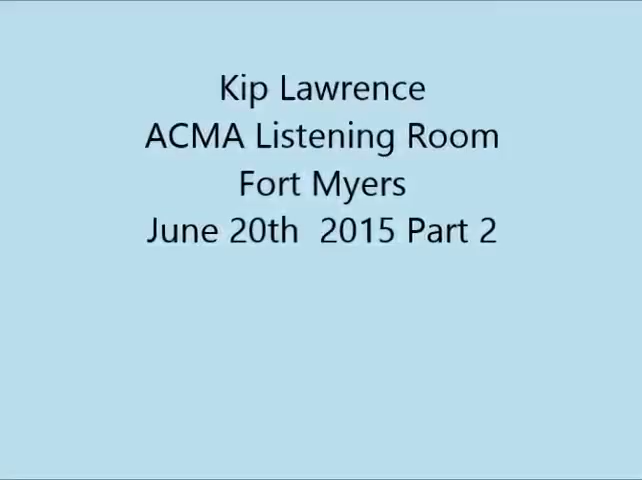 Kip Lawrence
ACMA Listening Room
Fort Myers
June 20th  2015 Part 2